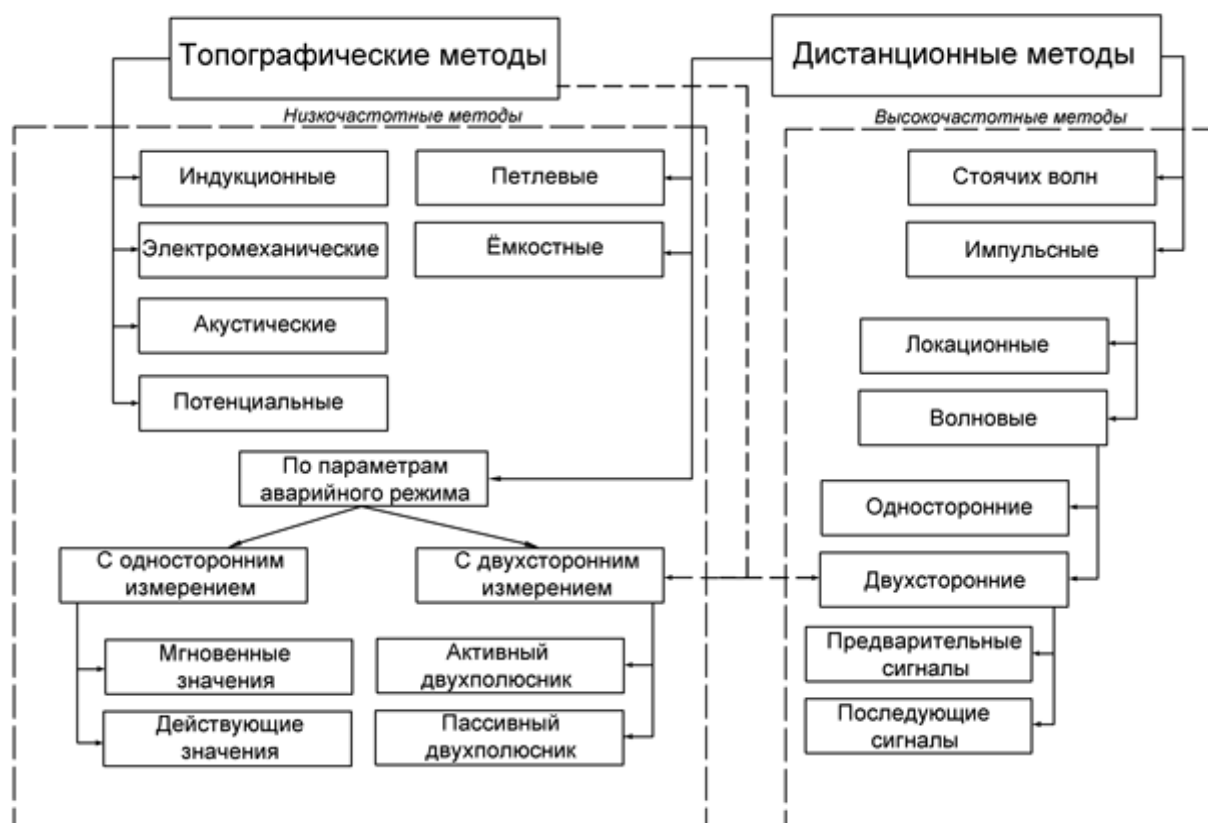 Топографические методы
Дистанционные методы
Низкочастотные методы
Высокочастотные методы
Индукционные
Петлевые
Стоячих волн
Электромеханические
Ёмкостные
Импульсные
Акустические
Локационные
Потенциальные
Волновые
По параметрам
аварийного режима
Односторонние
С односторонним
измерением
С двухсторонним
измерением
Двухсторонние
Мгновенные
значения
Активный
двухполюсник
Предварительные
сигналы
Действующие
значения
Пассивный
двухполюсник
Последующие
сигналы